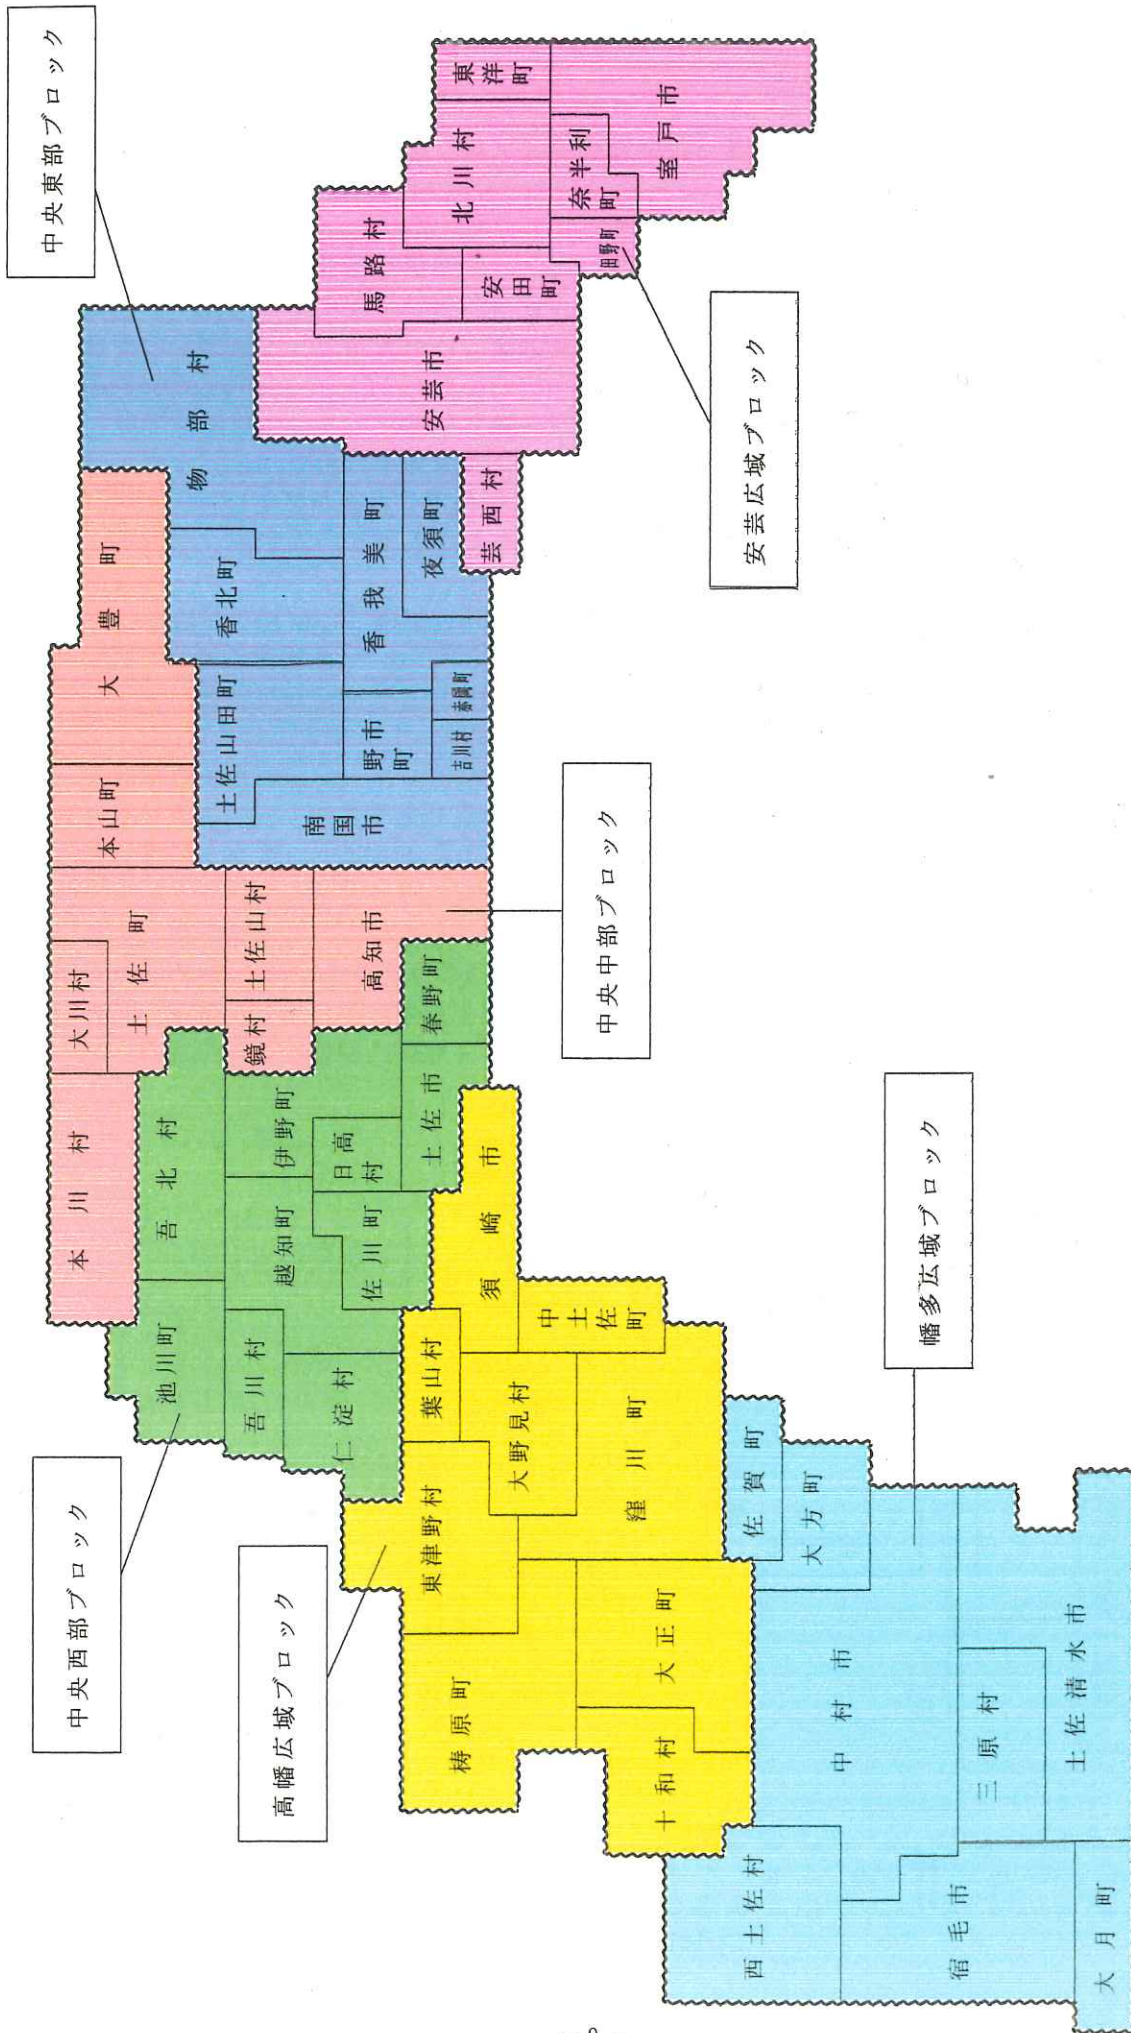 中央西部ブロック
高幡広域ブロック
中央東部ブロック
本川村
大川村
土佐町
本山町
大豊町
池川町
吾北村
鏡村
土佐山村
高知市
土佐山田町
香北町
物部村
吾川村
越知町
伊野町
仁淀村
佐川町
日高
村
土佐市
春野町
南国市
野市
町
吉川村
赤岡町
香我美町
夜須町
馬路村
安芸市
芸西村
安田町
北川村
東洋町
奈半利
町
田野町
室戸市
梼原町
東津野村
葉山村
須崎市
大野見村
中土佐町
窪川町
大正町
十和村
西土佐村
中村市
佐賀町
大方町
宿毛市
三原村
土佐清水市
大月町
中央中部ブロック
安芸広域ブロック
幡多広域ブロック